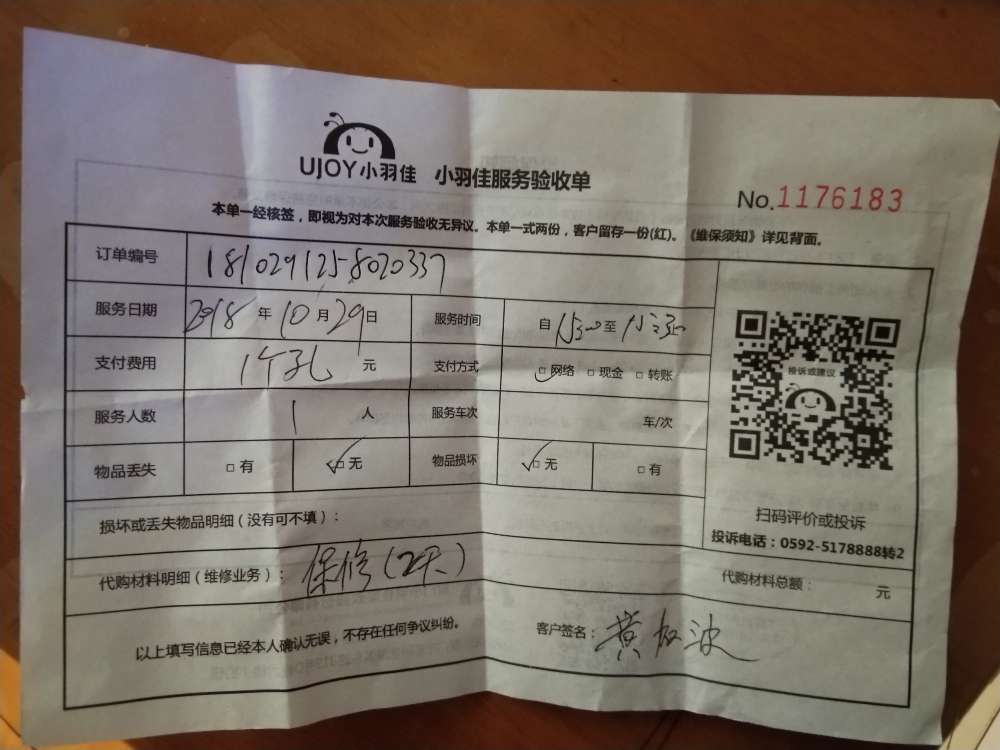 UJOY小羽佳 小羽佳服务验收单
No.1176183
本单一经核签，即视为对本次服务验收无异议。本单一式两份，客户留存一份(红)。《维保须知》详见背面。
订单编号 1810291258020337
服务日期 2018 年 10 月 29 日 服务时间 自 至
支付费用 元 支付方式 □网络 □现金 □转账
服务人数 1 人 服务车次 车/次
物品丢失 □有 ✓□无 物品损坏 ✓□无 □有
投诉或建议
扫码评价或投诉
投诉电话：0592-5178888转2
损坏或丢失物品明细（没有可不填）：
代购材料明细（维修业务）： 保修(2天) 代购材料总额： 元
以上填写信息已经本人确认无误，不存在任何争议纠纷。 客户签名： 黄 波